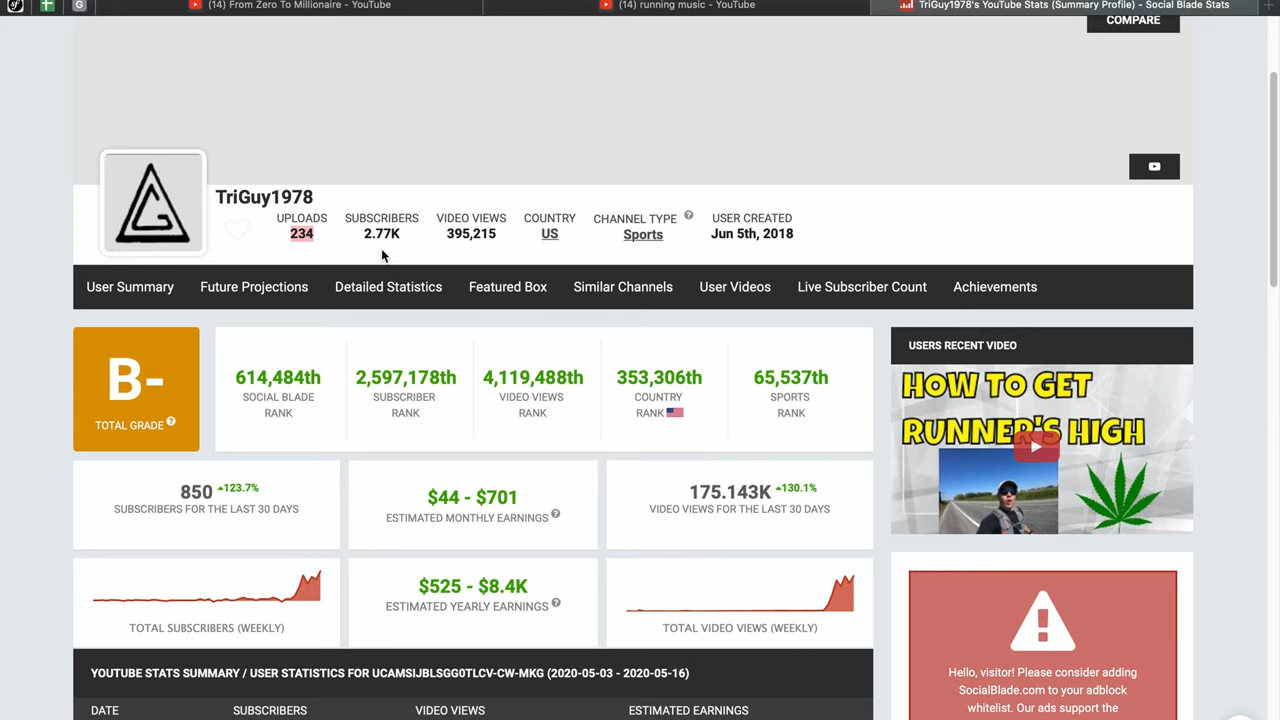 (14) From Zero To Millionaire - YouTube
(14) running music - YouTube
TriGuy1978's YouTube Stats (Summary Profile) - Social Blade Stats
COMPARE
TriGuy1978
UPLOADS SUBSCRIBERS VIDEO VIEWS COUNTRY CHANNEL TYPE ? USER CREATED
234 2.77K 395,215 US Sports Jun 5th, 2018
User Summary Future Projections Detailed Statistics Featured Box Similar Channels User Videos Live Subscriber Count Achievements
B-
TOTAL GRADE ?
614,484th 2,597,178th 4,119,488th 353,306th 65,537th
SOCIAL BLADE SUBSCRIBER VIDEO VIEWS COUNTRY SPORTS
RANK RANK RANK RANK RANK
USERS RECENT VIDEO
HOW TO GET
RUNNER'S HIGH
850 123.7%
SUBSCRIBERS FOR THE LAST 30 DAYS
$44 - $701
ESTIMATED MONTHLY EARNINGS ?
175.143K 130.1%
VIDEO VIEWS FOR THE LAST 30 DAYS
TOTAL SUBSCRIBERS (WEEKLY)
$525 - $8.4K
ESTIMATED YEARLY EARNINGS ?
TOTAL VIDEO VIEWS (WEEKLY)
Hello, visitor! Please consider adding
SocialBlade.com to your adblock
whitelist. Our ads support the
YOUTUBE STATS SUMMARY / USER STATISTICS FOR UCAMSIJBLSGG0TLCV-CW-MKG (2020-05-03 - 2020-05-16)
DATE SUBSCRIBERS VIDEO VIEWS ESTIMATED EARNINGS